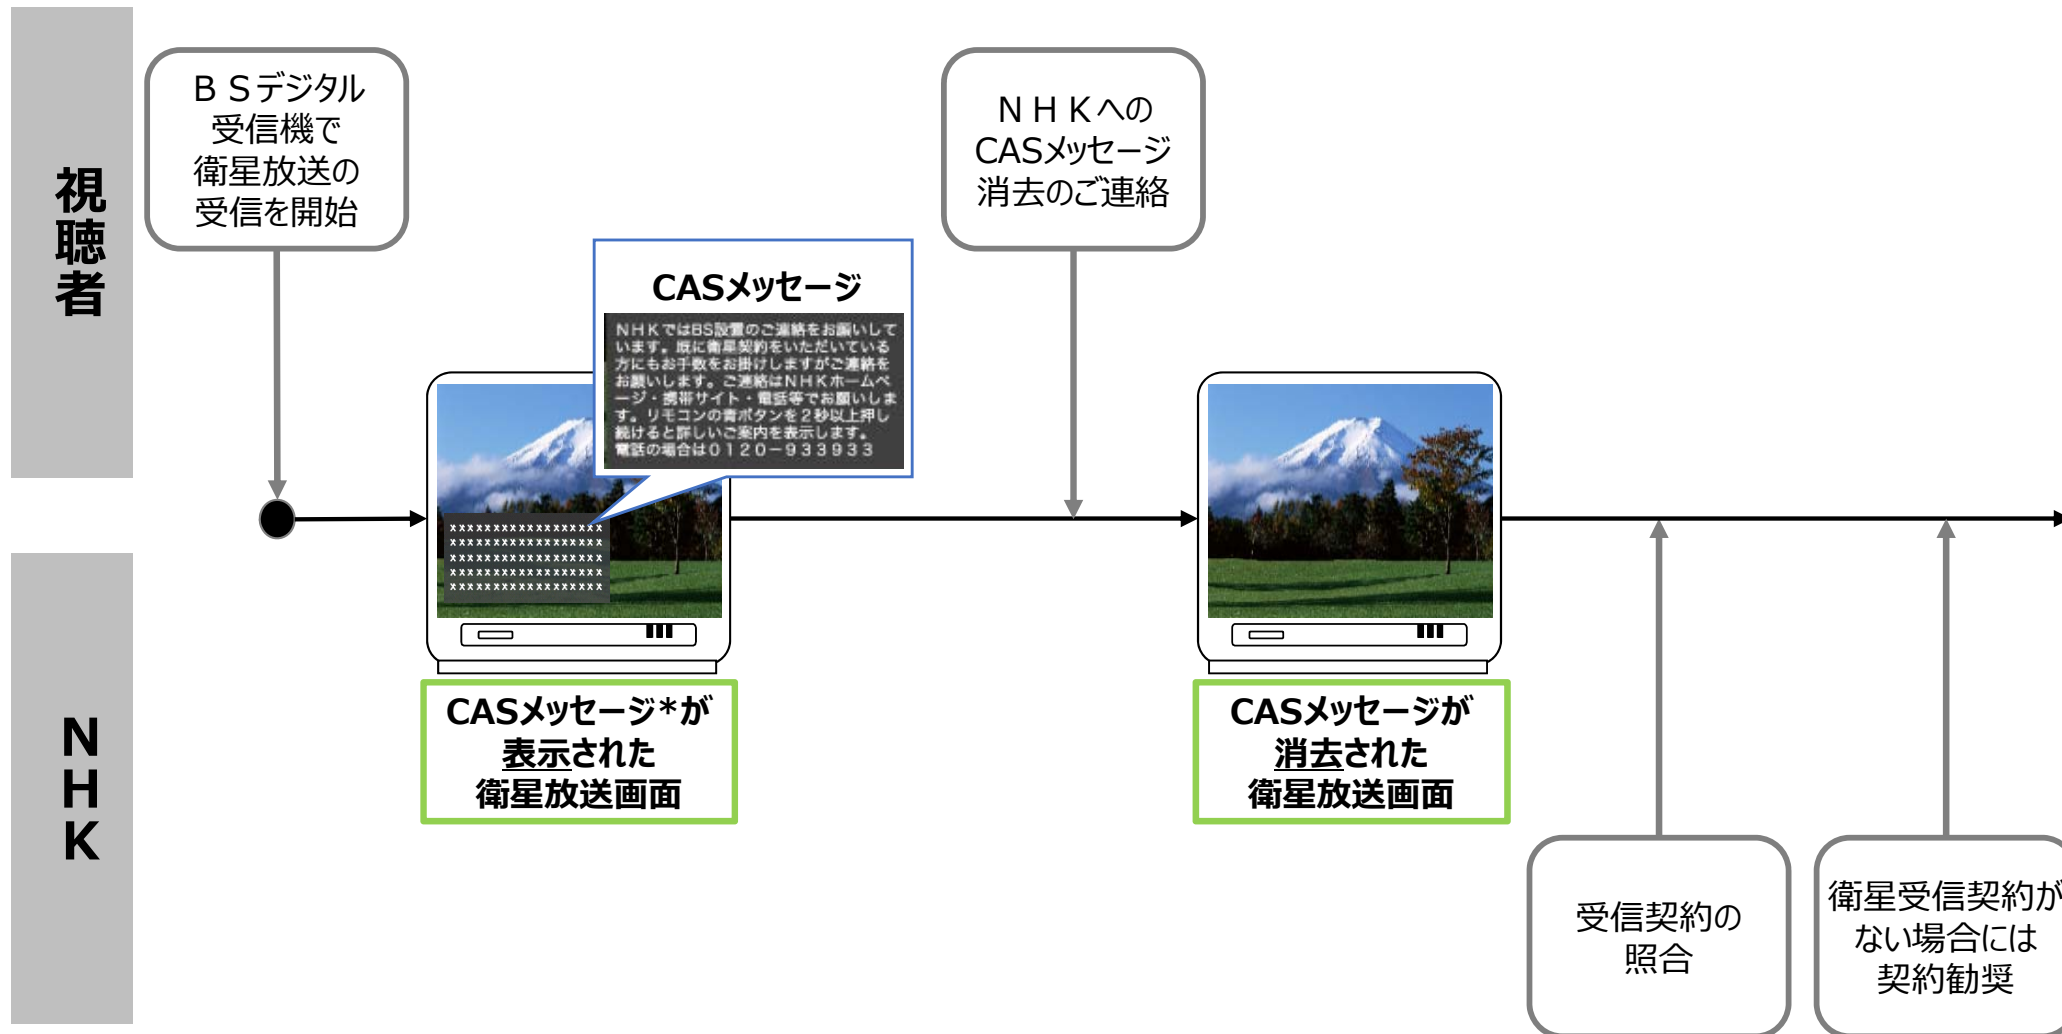 視聴者
ＢＳデジタル
受信機で
衛星放送の
受信を開始
ＮＨＫへの
CASメッセージ
消去のご連絡
CASメッセージ
ＮＨＫではBS設置のご連絡をお願いして
います。既に衛星契約をいただいている
方にもお手数をお掛けしますがご連絡を
お願いします。ご連絡はＮＨＫホームペ
ージ・携帯サイト・電話等でお願いしま
す。リモコンの青ボタンを２秒以上押し
続けると詳しいご案内を表示します。
電話の場合は０１２０－９３３９３３
xxxxxxxxxxxxxxxxxx
xxxxxxxxxxxxxxxxxx
xxxxxxxxxxxxxxxxxx
xxxxxxxxxxxxxxxxxx
xxxxxxxxxxxxxxxxxx
CASメッセージ*が
表示された
衛星放送画面
CASメッセージが
消去された
衛星放送画面
ＮＨＫ
受信契約の
照合
衛星受信契約が
ない場合には
契約勧奨